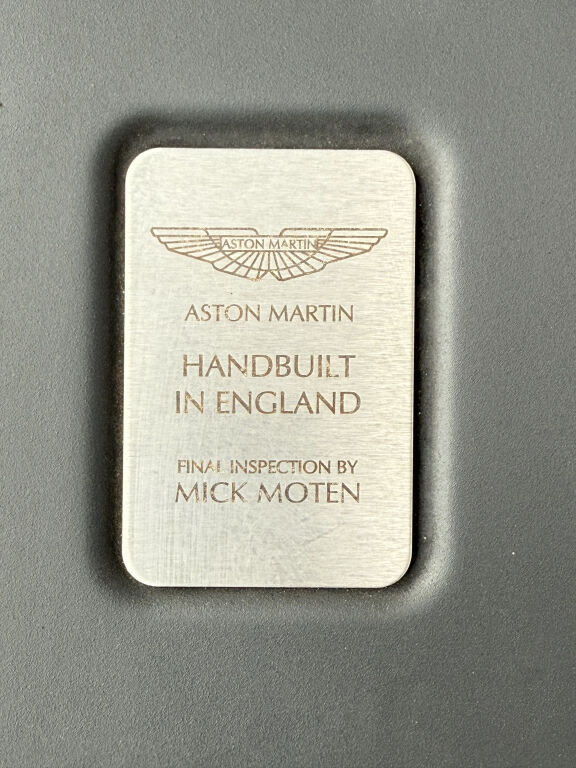 ASTON MARTIN
ASTON MARTIN
HANDBUILT
IN ENGLAND
FINAL INSPECTION BY
MICK MOTEN